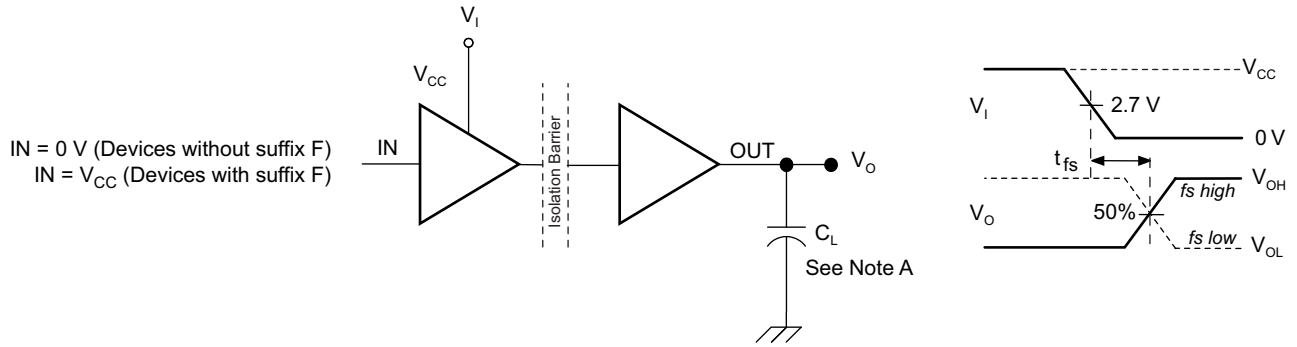 V_I
V_CC
IN = 0 V (Devices without suffix F)
IN = V_CC (Devices with suffix F)
IN
Isolation Barrier
OUT
V_O
C_L
See Note A
V_I
V_CC
2.7 V
0 V
t_fs
V_O
50%
fs high
V_OH
fs low
V_OL